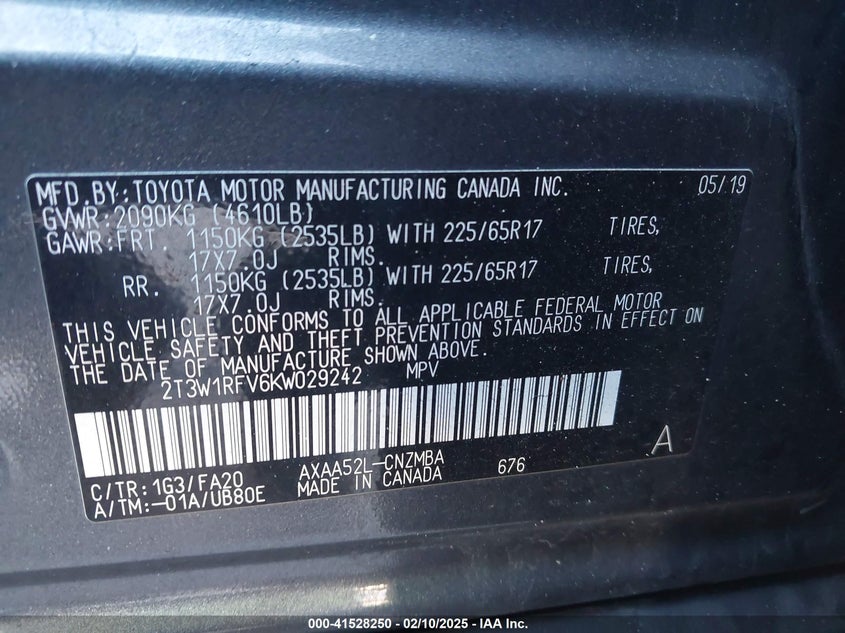 MFD.BY:TOYOTA MOTOR MANUFACTURING CANADA INC. 05/19
GVWR:2090KG (4610LB)
GAWR:FRT. 1150KG (2535LB) WITH 225/65R17 TIRES,
17X7.0J RIMS.
RR. 1150KG (2535LB) WITH 225/65R17 TIRES,
17X7.0J RIMS.
THIS VEHICLE CONFORMS TO ALL APPLICABLE FEDERAL MOTOR
VEHICLE SAFETY AND THEFT PREVENTION STANDARDS IN EFFECT ON
THE DATE OF MANUFACTURE SHOWN ABOVE.
2T3W1RFV6KW029242 MPV
C/TR:1G3/FA20 AXAA52L-CNZMBA 676 A
A/TM:-01A/UB80E MADE IN CANADA
000-41528250 - 02/10/2025 - IAA Inc.